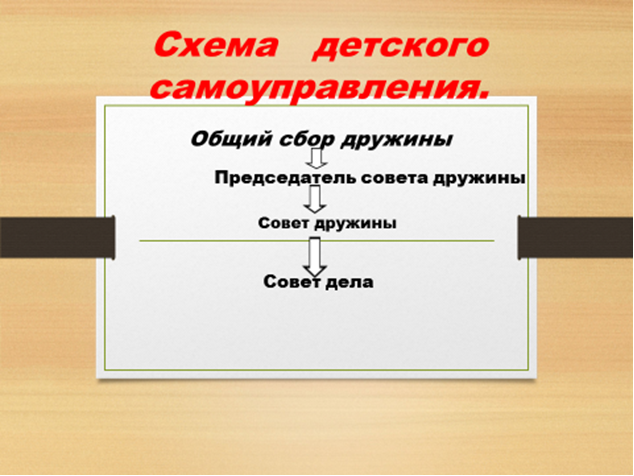 Схема детского
самоуправления.
Общий сбор дружины
Председатель совета дружины
Совет дружины
Совет дела